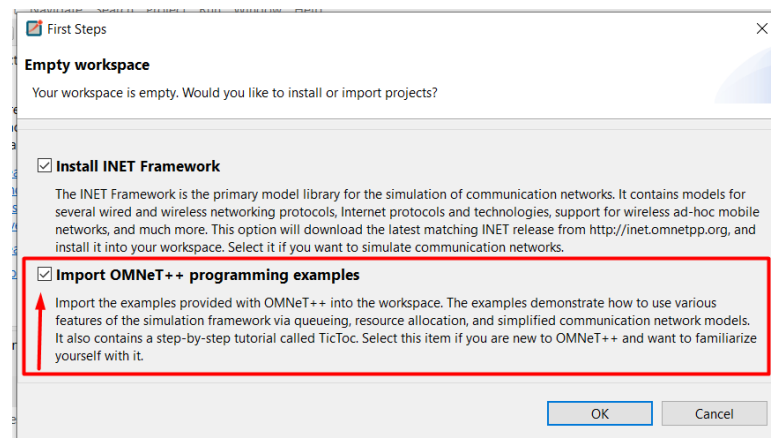 Navigate Search Project Run Window Help
First Steps
Empty workspace
Your workspace is empty. Would you like to install or import projects?
Install INET Framework
The INET Framework is the primary model library for the simulation of communication networks. It contains models for
several wired and wireless networking protocols, Internet protocols and technologies, support for wireless ad-hoc mobile
networks, and much more. This option will download the latest matching INET release from http://inet.omnetpp.org, and
install it into your workspace. Select it if you want to simulate communication networks.
Import OMNeT++ programming examples
Import the examples provided with OMNeT++ into the workspace. The examples demonstrate how to use various
features of the simulation framework via queueing, resource allocation, and simplified communication network models.
It also contains a step-by-step tutorial called TicToc. Select this item if you are new to OMNeT++ and want to familiarize
yourself with it.
OK Cancel